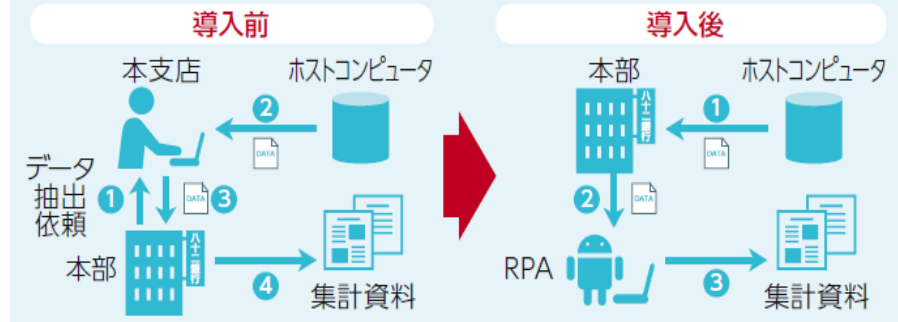 導入前
本支店
ホストコンピュータ
②
DATA
データ
抽出
依頼
①
DATA
③
本部
八十二銀行
④
集計資料
導入後
本部
ホストコンピュータ
八十二銀行
①
DATA
②
DATA
RPA
③
集計資料